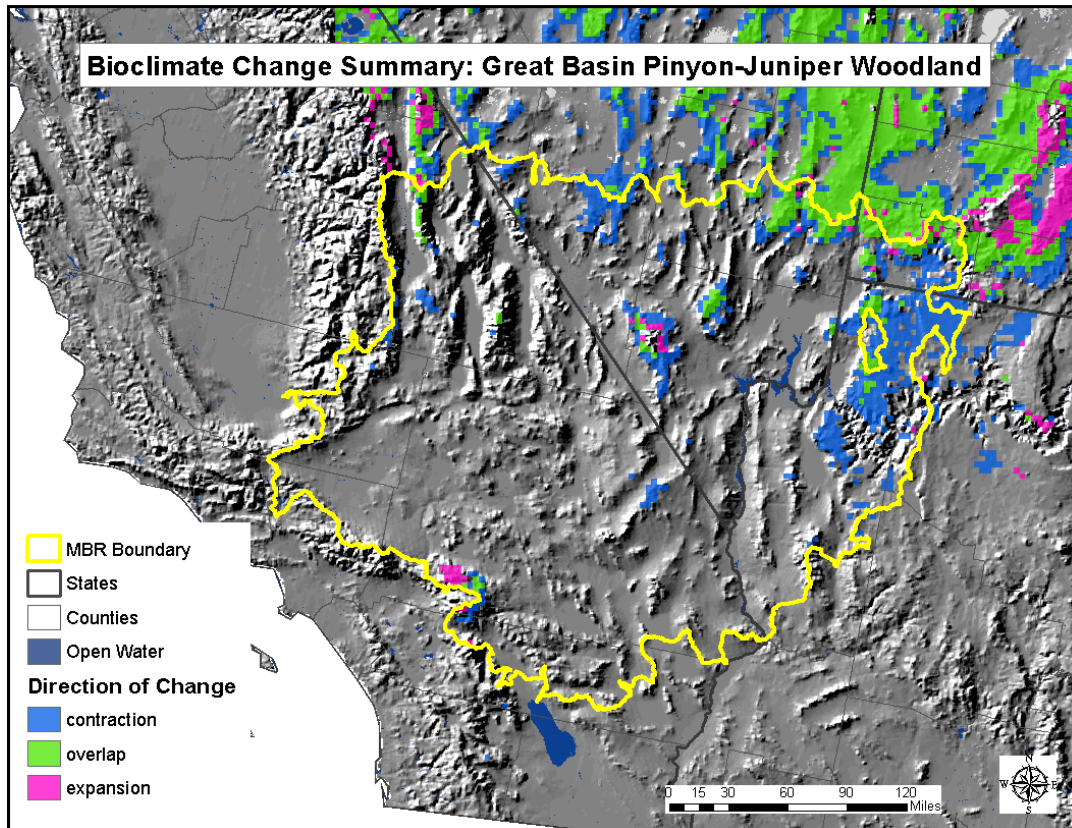 Bioclimate Change Summary: Great Basin Pinyon-Juniper Woodland
MBR Boundary
States
Counties
Open Water
Direction of Change
contraction
overlap
expansion
0 15 30 60 90 120
Miles
N
W E
S